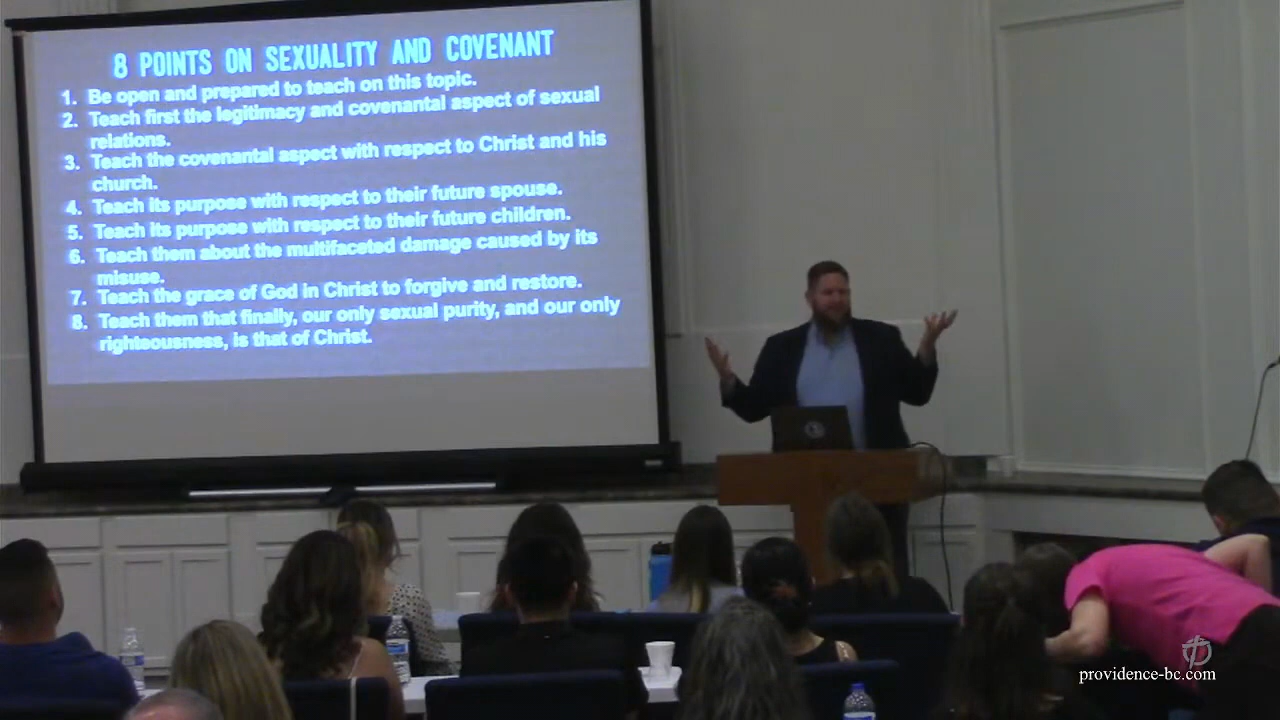 8 POINTS ON SEXUALITY AND COVENANT
1. Be open and prepared to teach on this topic.
2. Teach first the legitimacy and covenantal aspect of sexual
relations.
3. Teach the covenantal aspect with respect to Christ and his
church.
4. Teach its purpose with respect to their future spouse.
5. Teach its purpose with respect to their future children.
6. Teach them about the multifaceted damage caused by its
misuse.
7. Teach the grace of God in Christ to forgive and restore.
8. Teach them that finally, our only sexual purity, and our only
righteousness, is that of Christ.
providence-bc.com